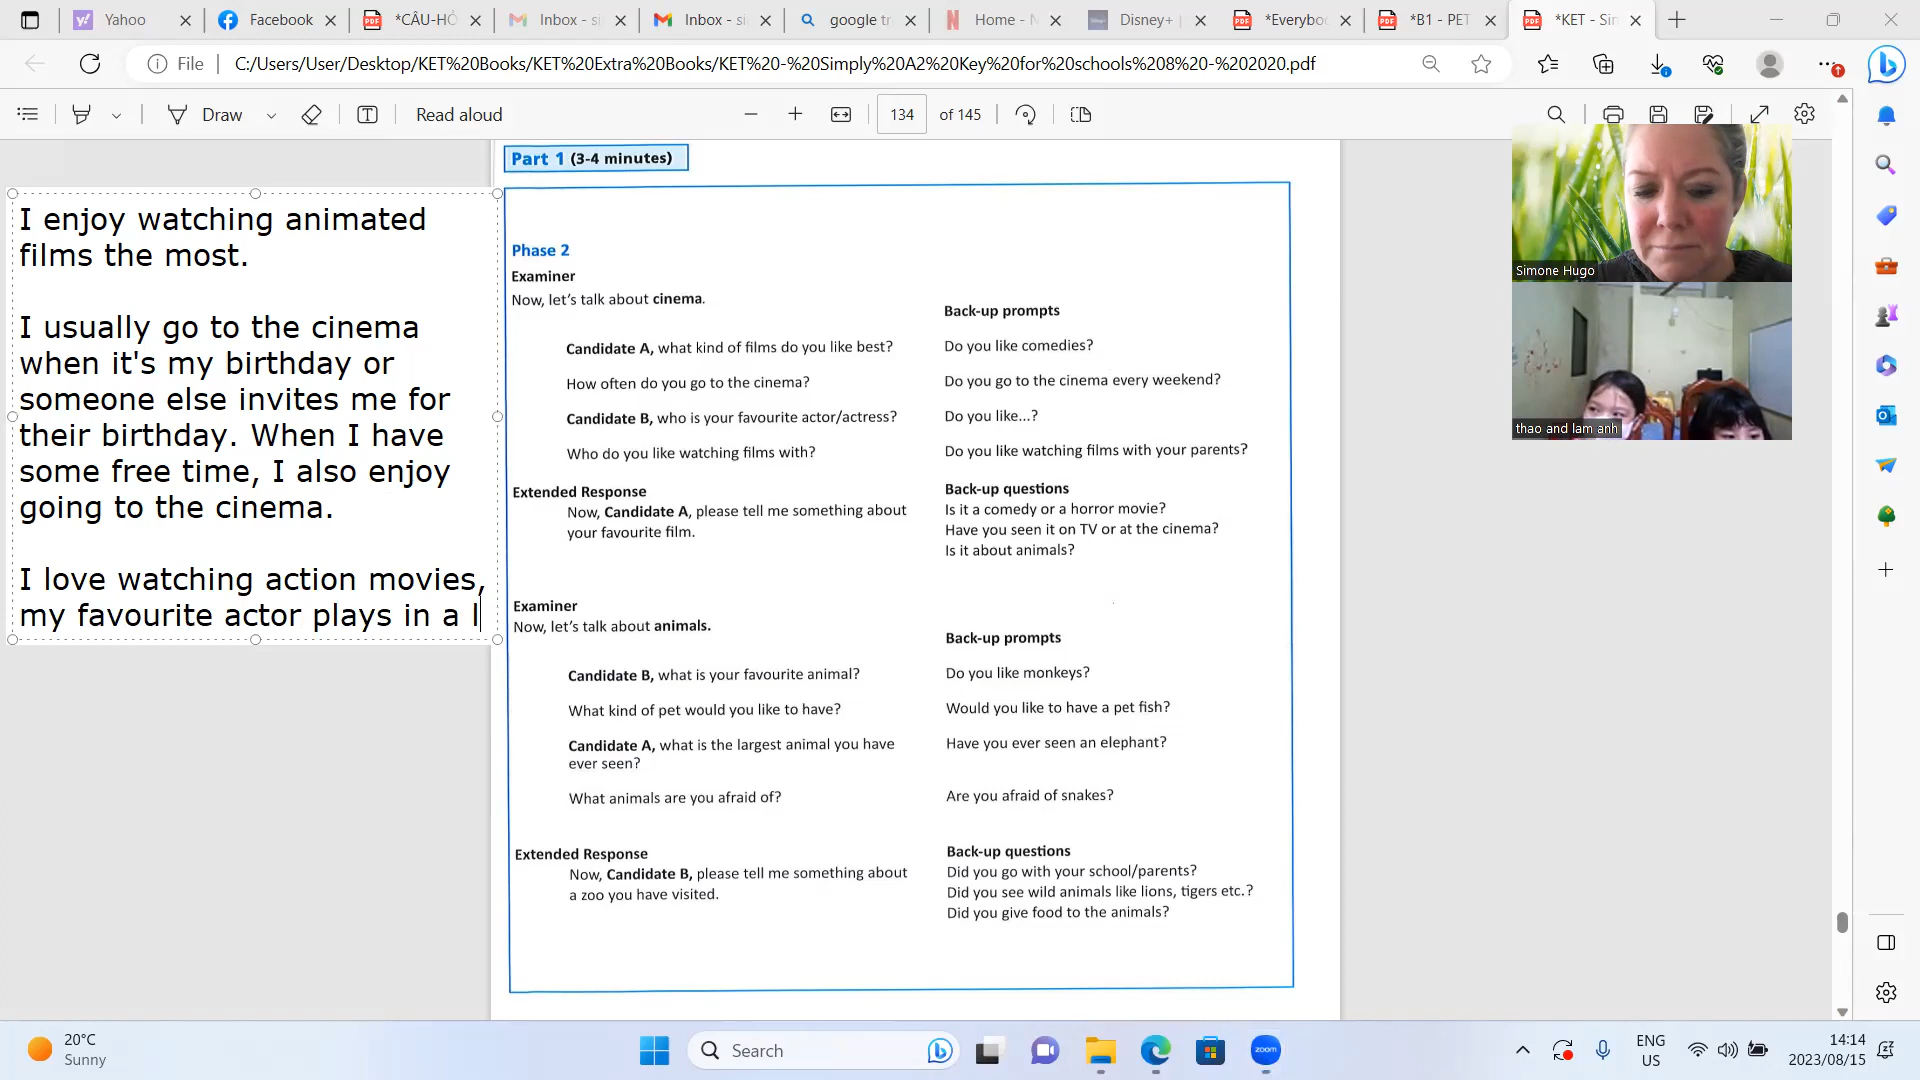 Yahoo
Facebook
*CÂU-HỎ
Inbox - si
Inbox - si
google tr
Home - N
Disney+
*Everybo
*B1 - PET
*KET - Sim
File
C:/Users/User/Desktop/KET%20Books/KET%20Extra%20Books/KET%20-%20Simply%20A2%20Key%20for%20schools%208%20-%202020.pdf
Draw
Read aloud
134 of 145
Part 1 (3-4 minutes)
I enjoy watching animated
films the most.
I usually go to the cinema
when it's my birthday or
someone else invites me for
their birthday. When I have
some free time, I also enjoy
going to the cinema.
I love watching action movies,
my favourite actor plays in a l
Phase 2
Examiner
Now, let's talk about cinema.
Back-up prompts
Candidate A, what kind of films do you like best?
Do you like comedies?
How often do you go to the cinema?
Do you go to the cinema every weekend?
Candidate B, who is your favourite actor/actress?
Do you like...?
Who do you like watching films with?
Do you like watching films with your parents?
Extended Response
Back-up questions
Now, Candidate A, please tell me something about
your favourite film.
Is it a comedy or a horror movie?
Have you seen it on TV or at the cinema?
Is it about animals?
Examiner
Now, let's talk about animals.
Back-up prompts
Candidate B, what is your favourite animal?
Do you like monkeys?
What kind of pet would you like to have?
Would you like to have a pet fish?
Candidate A, what is the largest animal you have
ever seen?
Have you ever seen an elephant?
What animals are you afraid of?
Are you afraid of snakes?
Extended Response
Back-up questions
Now, Candidate B, please tell me something about
a zoo you have visited.
Did you go with your school/parents?
Did you see wild animals like lions, tigers etc.?
Did you give food to the animals?
Simone Hugo
thao and lam anh
20°C
Sunny
Search
zoom
ENG
US
14:14
2023/08/15